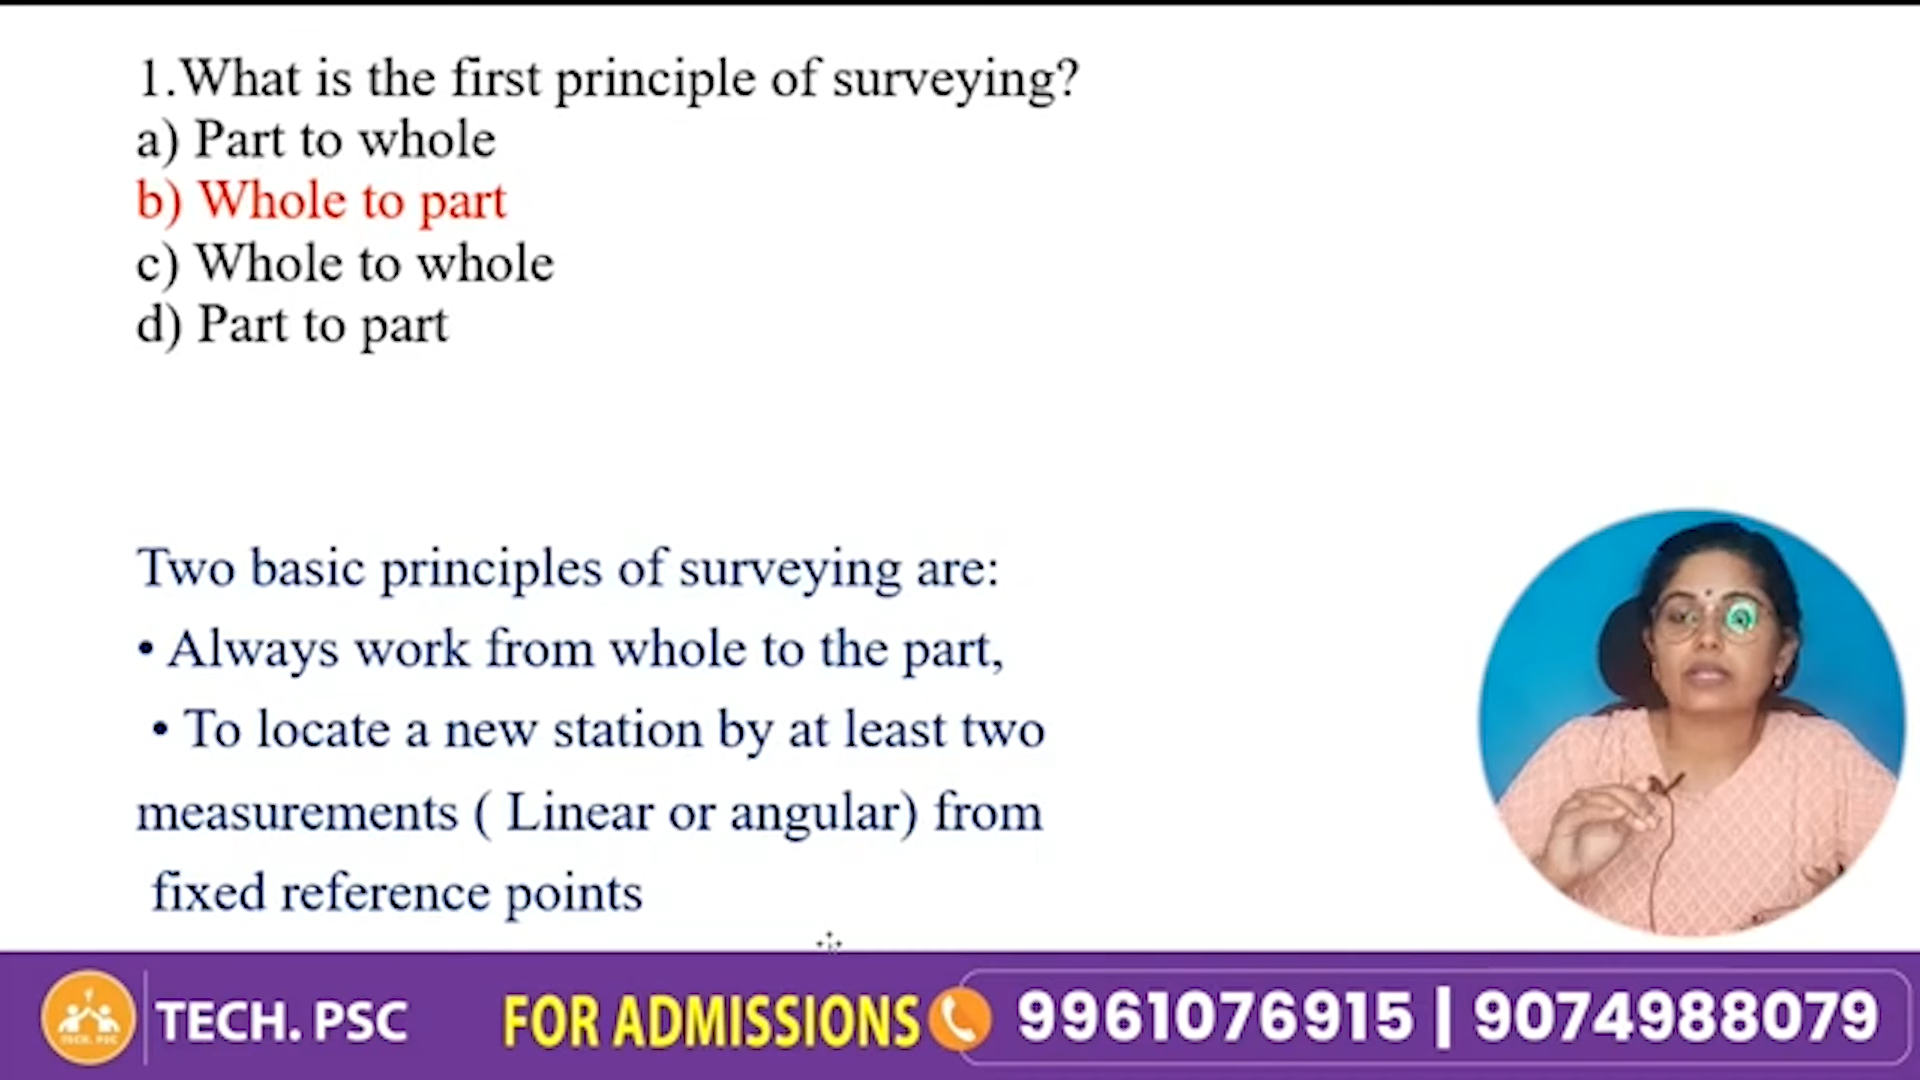 1.What is the first principle of surveying?
a) Part to whole
b) Whole to part
c) Whole to whole
d) Part to part
Two basic principles of surveying are:
• Always work from whole to the part,
• To locate a new station by at least two
measurements ( Linear or angular) from
fixed reference points
TECH. PSC
TECH. PSC
FOR ADMISSIONS
9961076915 | 9074988079